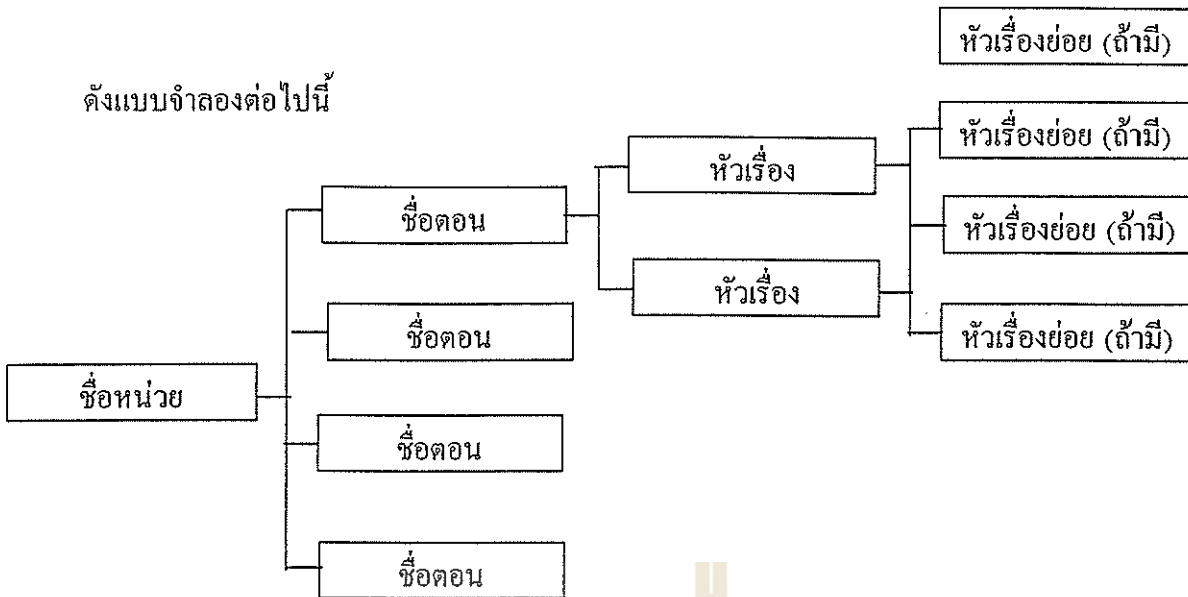 หัวเรื่องย่อย (ถ้ามี)
ดังแบบจำลองต่อไปนี้
หัวเรื่องย่อย (ถ้ามี)
หัวเรื่อง
ชื่อตอน
หัวเรื่องย่อย (ถ้ามี)
หัวเรื่อง
ชื่อตอน
หัวเรื่องย่อย (ถ้ามี)
ชื่อหน่วย
ชื่อตอน
ชื่อตอน